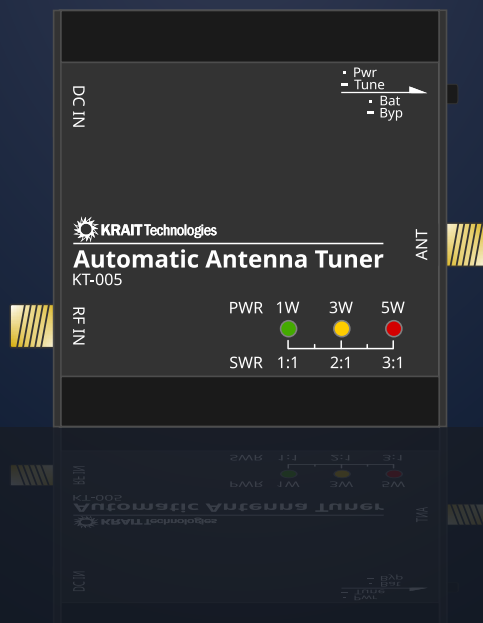 Pwr
Tune
Bat
Byp
DC IN
KRAIT Technologies
ANT
Automatic Antenna Tuner
KT-005
RF IN
PWR 1W 3W 5W
SWR 1:1 2:1 3:1